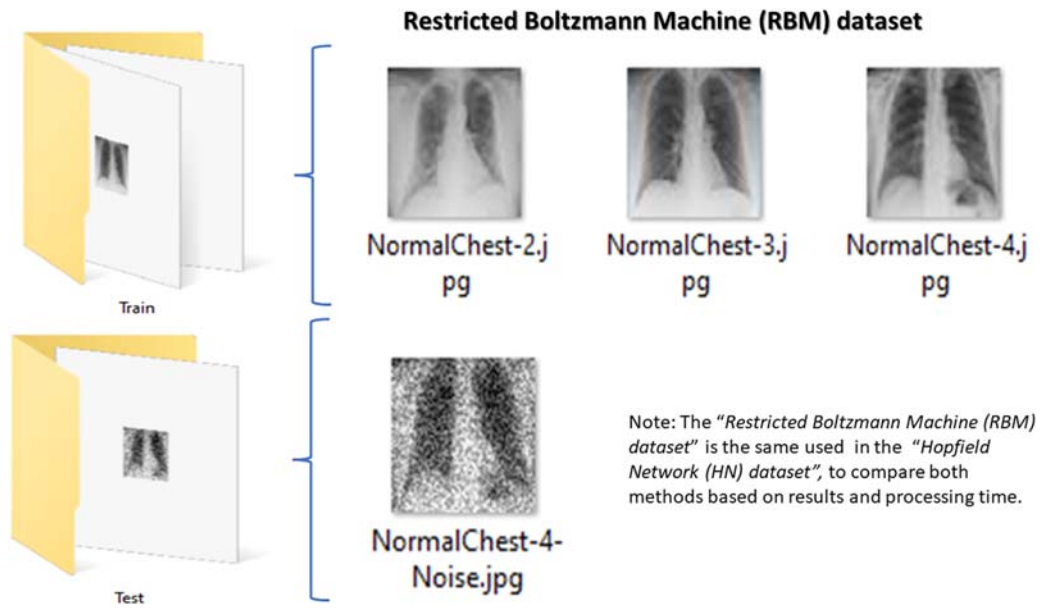 Restricted Boltzmann Machine (RBM) dataset
NormalChest-2.j
pg
NormalChest-3.j
pg
NormalChest-4.j
pg
Train
NormalChest-4-
Noise.jpg
Note: The “Restricted Boltzmann Machine (RBM)
dataset” is the same used in the “Hopfield
Network (HN) dataset”, to compare both
methods based on results and processing time.
Test